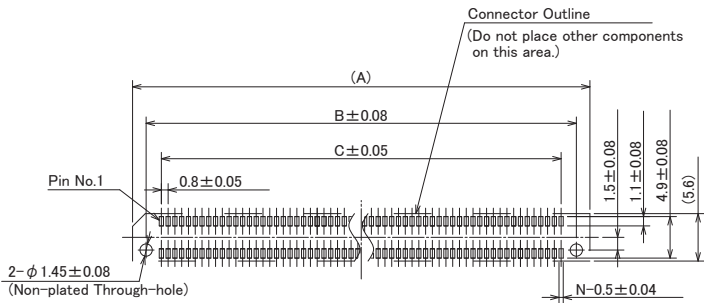 Connector Outline
(Do not place other components
on this area.)
(A)
B±0.08
C±0.05
Pin No.1
0.8±0.05
1.5±0.08
1.1±0.08
4.9±0.08
(5.6)
2-φ1.45±0.08
(Non-plated Through-hole)
N-0.5±0.04